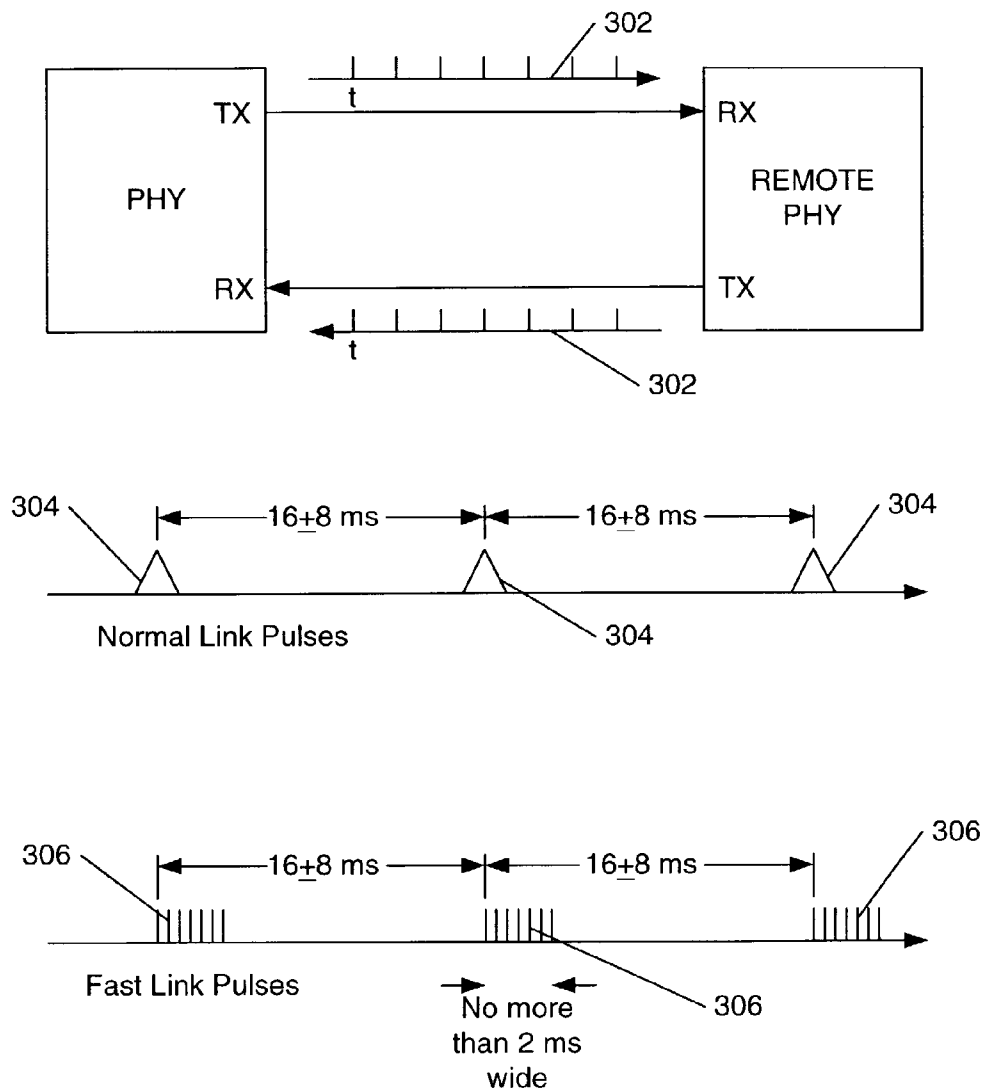 302
t
TX
RX
PHY
REMOTE
PHY
RX
TX
t
302
304
16±8 ms
16±8 ms
304
304
Normal Link Pulses
306
16±8 ms
16±8 ms
306
Fast Link Pulses
306
No more
than 2 ms
wide